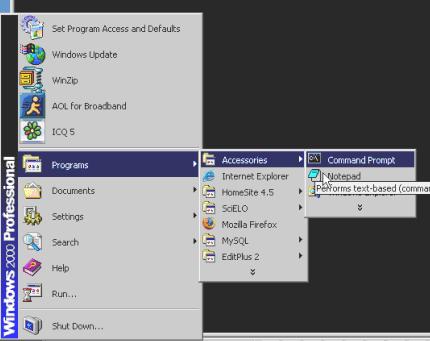 Set Program Access and Defaults
Windows Update
WinZip
AOL for Broadband
ICQ 5
Programs
Documents
Settings
Search
Help
Run...
Shut Down...
Windows 2000 Professional
Accessories
Internet Explorer
HomeSite 4.5
SciELO
Mozilla Firefox
MySQL
EditPlus 2
Command Prompt
Notepad
Performs text-based (comman